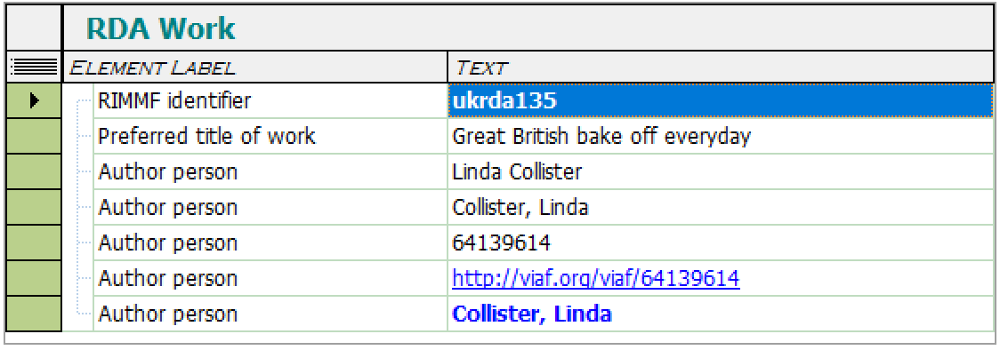 RDA Work
ELEMENT LABEL TEXT
RIMMF identifier ukrda135
Preferred title of work Great British bake off everyday
Author person Linda Collister
Author person Collister, Linda
Author person 64139614
Author person http://viaf.org/viaf/64139614
Author person Collister, Linda